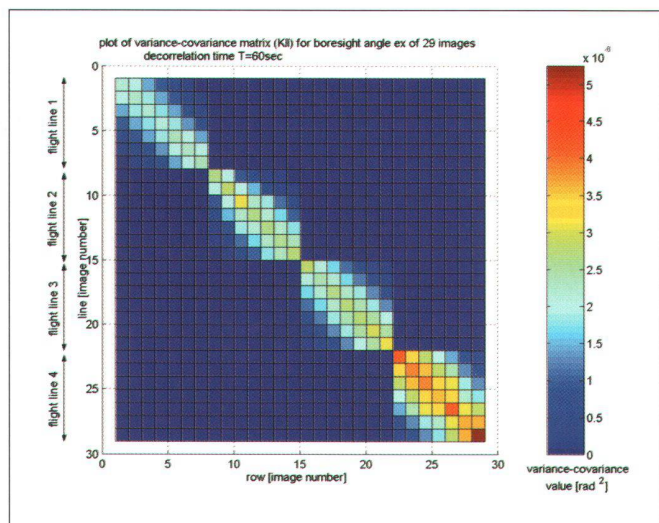 plot of variance-covariance matrix (Kll) for boresight angle ex of 29 images
decorrelation time T=60sec
x 10⁻⁶
0
5
10
15
20
25
30
0
5
10
15
20
25
30
line [image number]
row [image number]
flight line 1
flight line 2
flight line 3
flight line 4
5
4.5
4
3.5
3
2.5
2
1.5
1
0.5
0
variance-covariance
value [rad ²]